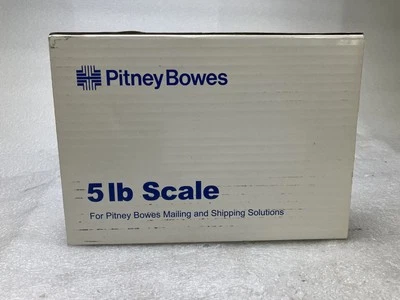 Pitney Bowes
5 lb Scale
For Pitney Bowes Mailing and Shipping Solutions